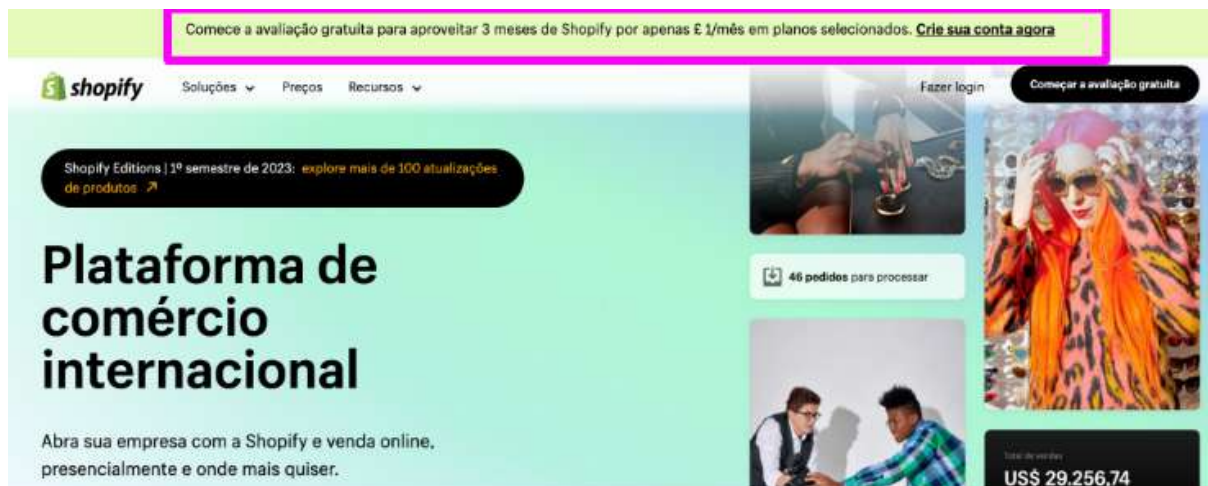 Comece a avaliação gratuita para aproveitar 3 meses de Shopify por apenas £ 1/mês em planos selecionados. Crie sua conta agora
shopify
Soluções
Preços
Recursos
Fazer login
Começar a avaliação gratuita
Shopify Editions | 1º semestre de 2023: explore mais de 100 atualizações
de produtos
Plataforma de
comércio
internacional
46 pedidos para processar
Abra sua empresa com a Shopify e venda online,
presencialmente e onde mais quiser.
Total de vendas
US$ 29.256,74